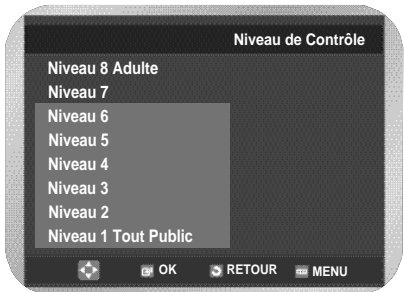 Niveau de Contrôle
Niveau 8 Adulte
Niveau 7
Niveau 6
Niveau 5
Niveau 4
Niveau 3
Niveau 2
Niveau 1 Tout Public
OK RETOUR MENU